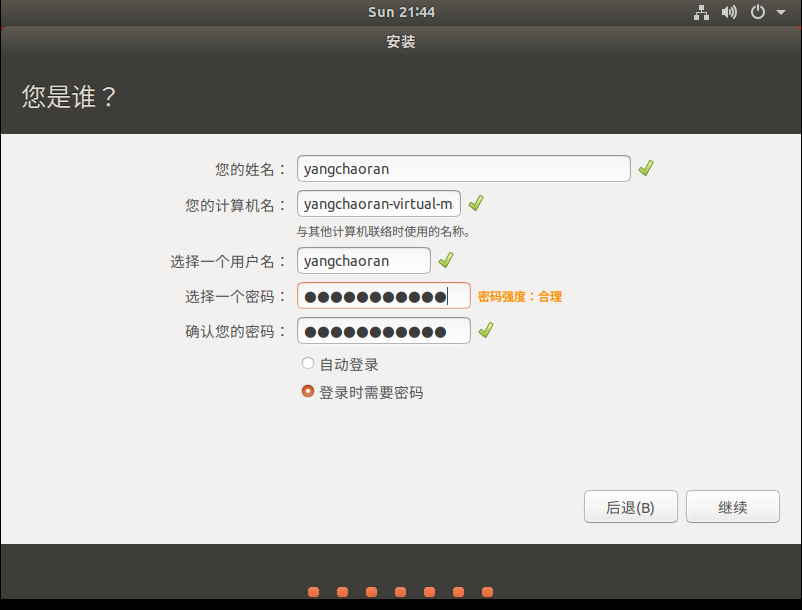 Sun 21:44
安装
您是谁？
您的姓名： yangchaoran
您的计算机名： yangchaoran-virtual-m
与其他计算机联络时使用的名称。
选择一个用户名： yangchaoran
选择一个密码： ●●●●●●●●●●● 密码强度：合理
确认您的密码： ●●●●●●●●●●●
自动登录
登录时需要密码
后退(B) 继续